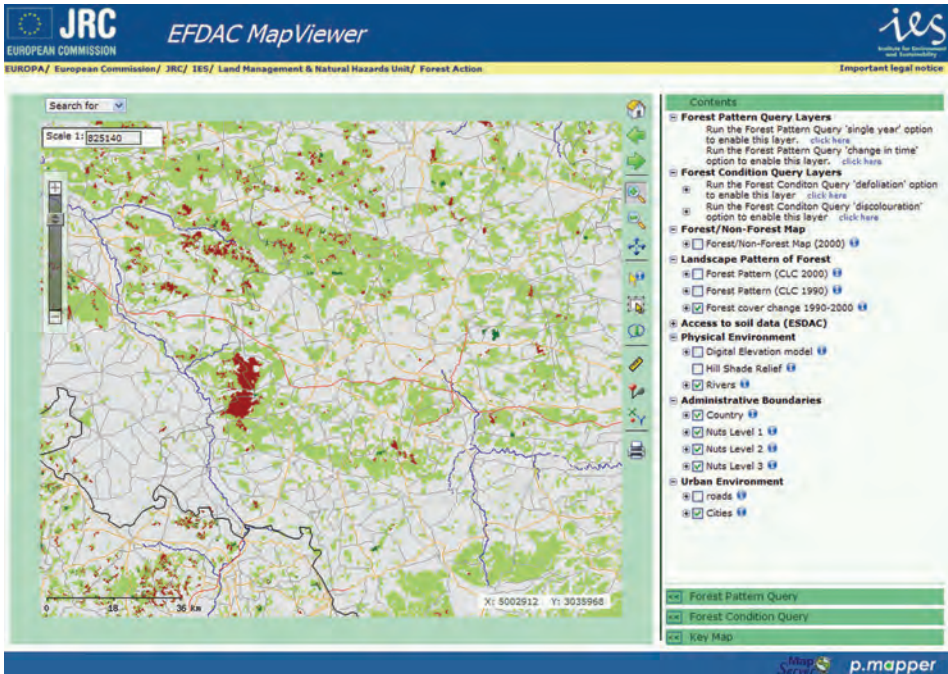 JRC
EUROPEAN COMMISSION
EFDAC MapViewer
ies
Institute for Environment
and Sustainability
EUROPA/ European Commission/ JRC/ IES/ Land Management & Natural Hazards Unit/ Forest Action
Important legal notice
Search for
Scale 1: 825140
Contents
Forest Pattern Query Layers
Run the Forest Pattern Query 'single year' option
to enable this layer. click here
Run the Forest Pattern Query 'change in time'
option to enable this layer. click here
Forest Condition Query Layers
Run the Forest Conditon Query 'defoliation' option
to enable this layer click here
Run the Forest Conditon Query 'discolouration'
option to enable this layer click here
Forest/Non-Forest Map
Forest/Non-Forest Map (2000)
Landscape Pattern of Forest
Forest Pattern (CLC 2000)
Forest Pattern (CLC 1990)
Forest cover change 1990-2000
Access to soil data (ESDAC)
Physical Environment
Digital Elevation model
Hill Shade Relief
Rivers
Administrative Boundaries
Country
Nuts Level 1
Nuts Level 2
Nuts Level 3
Urban Environment
roads
Cities
0 18 36 km
X: 5002912 Y: 3035968
Forest Pattern Query
Forest Condition Query
Key Map
Map Server
p.mapper